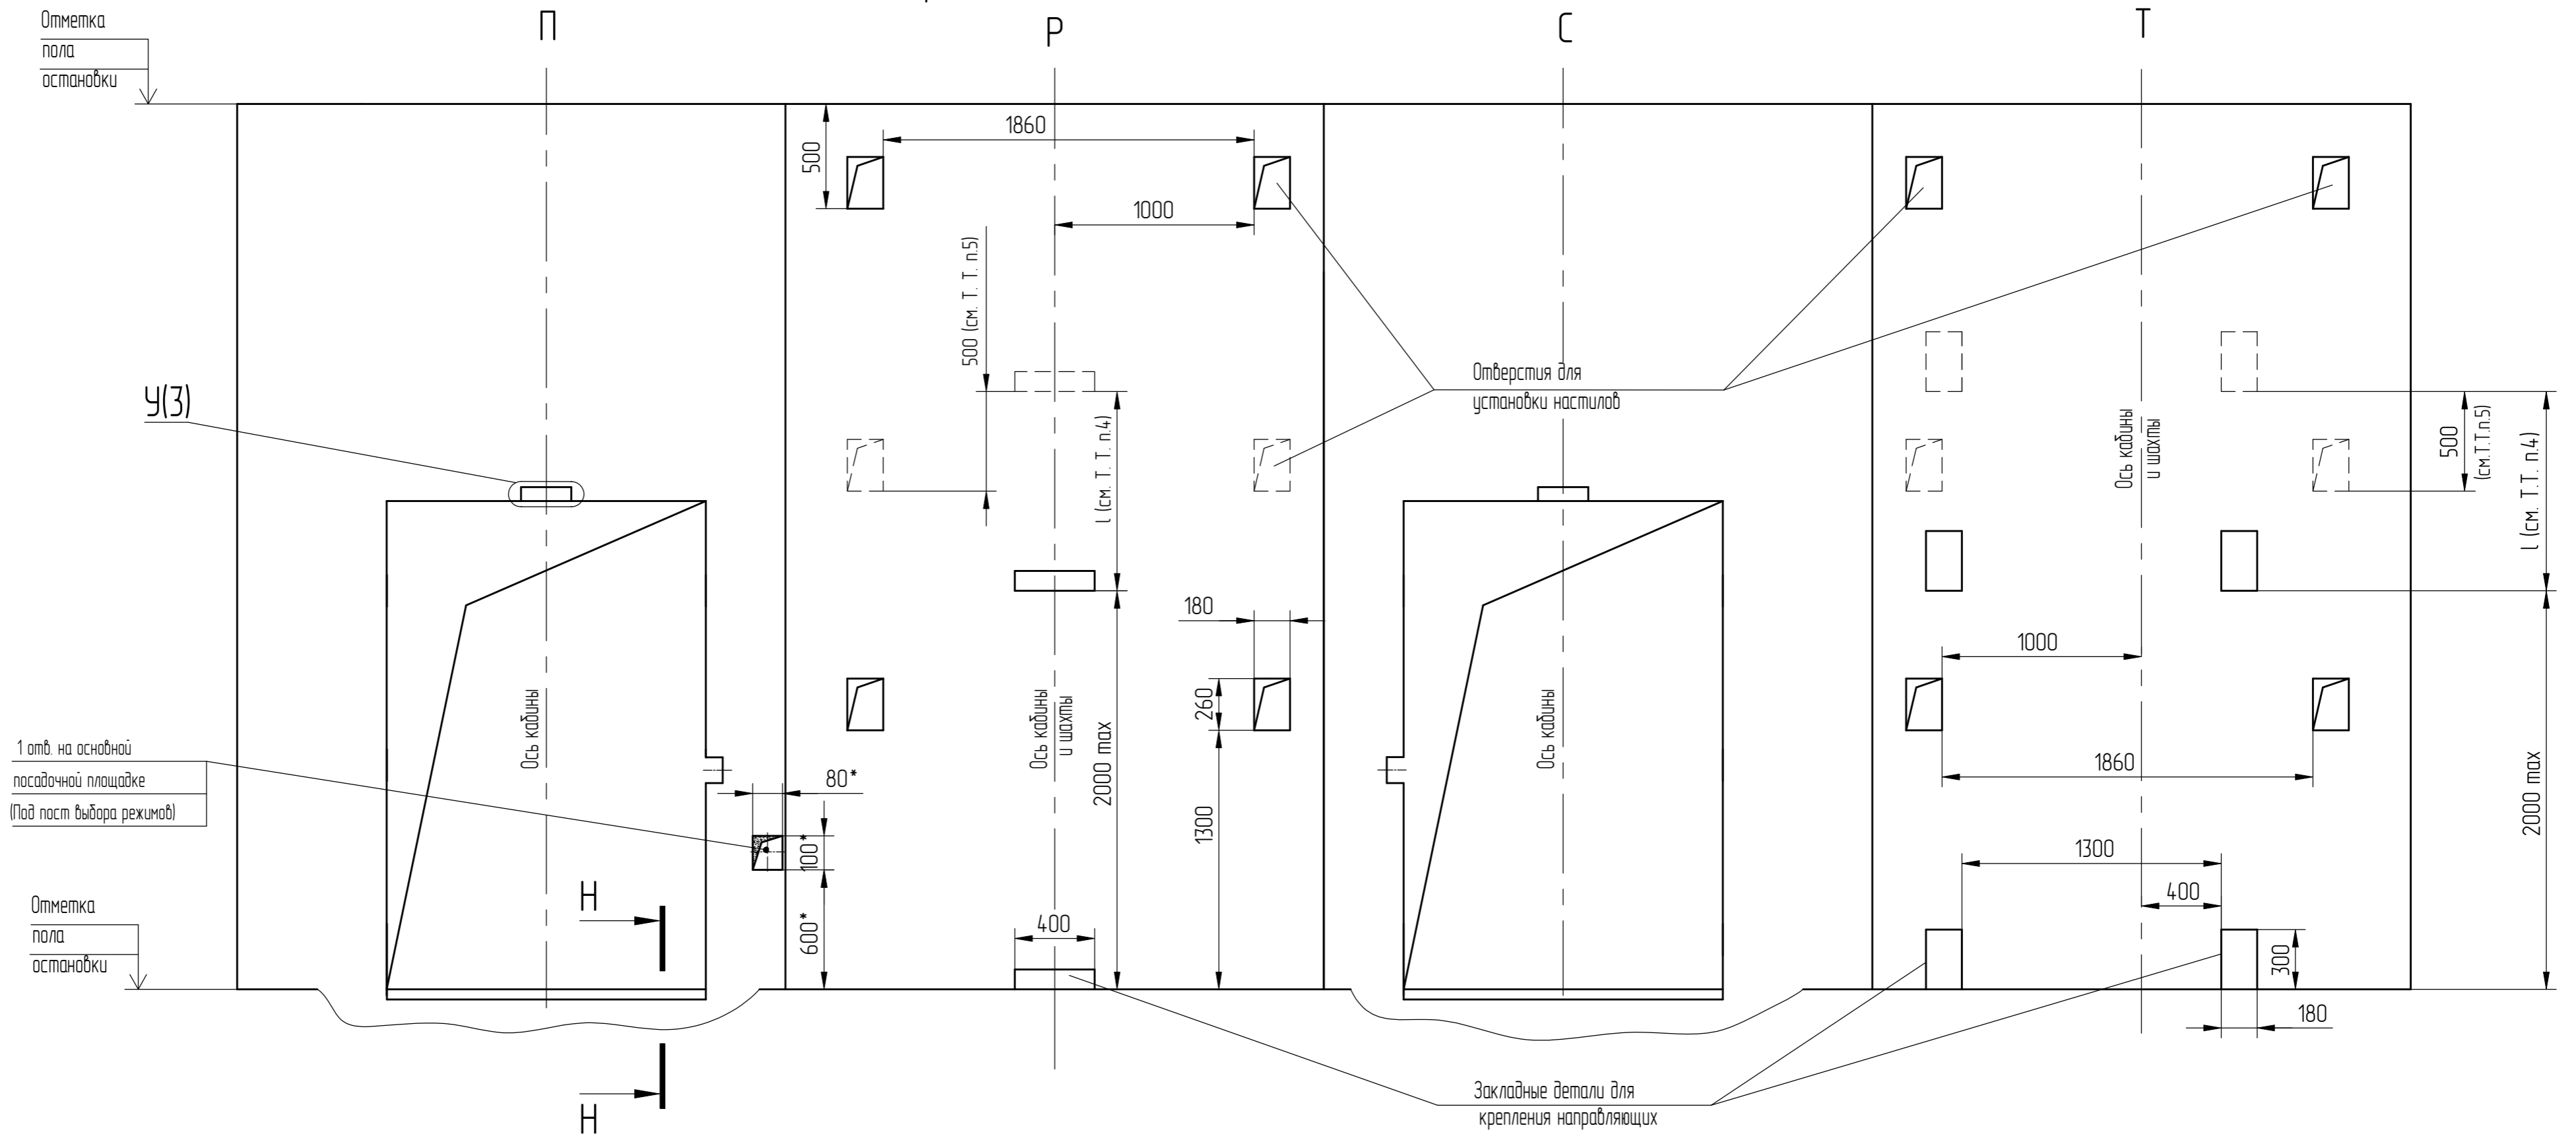 Отметка
пола
остановки
П
Р
С
Т
1860
500
1000
500 (см. Т. Т. п.5)
l (см. Т. Т. п.4)
Отверстия для
установки настилов
У(3)
Ось кабины
и шахты
500
(см.Т.Т.п.5)
l (см. Т.Т. п.4)
180
260
1300
2000 max
Ось кабины
Ось кабины
и шахты
Ось кабины
1000
1860
2000 max
1 отв. на основной
посадочной площадке
(Под пост выбора режимов)
80*
100*
600*
400
1300
400
300
180
Отметка
пола
остановки
Н
Н
Закладные детали для
крепления направляющих